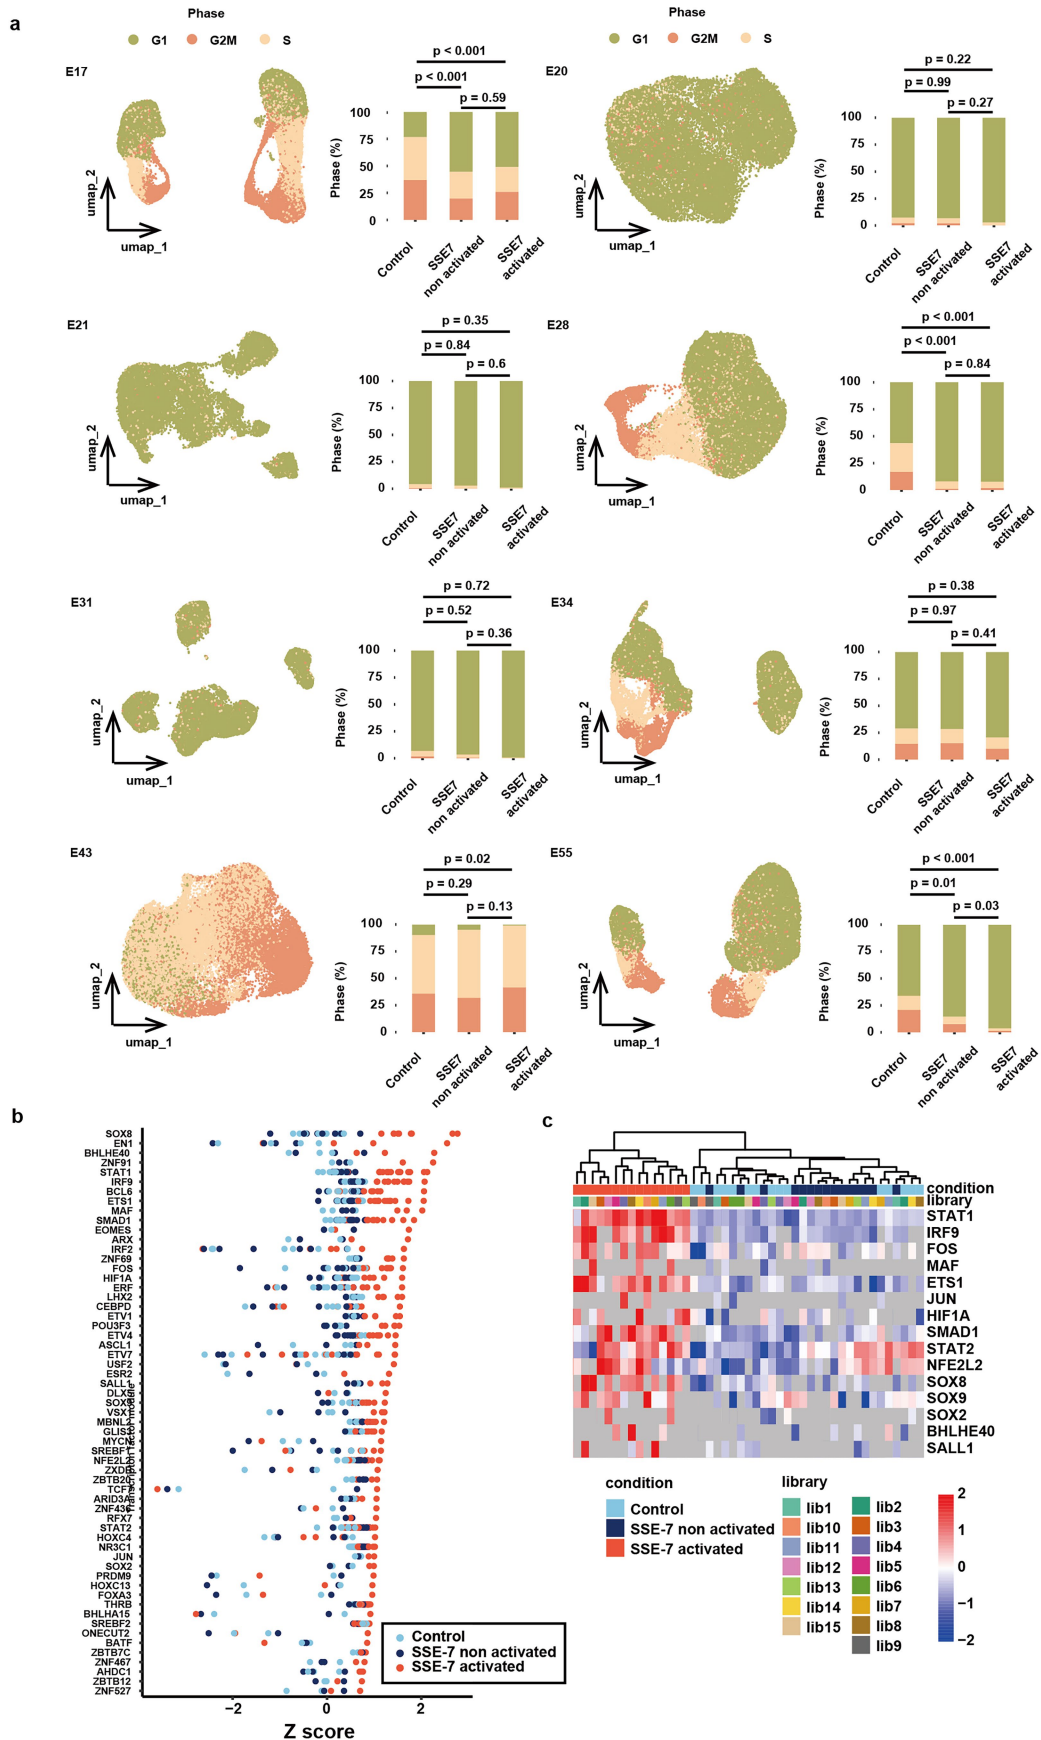 a
Phase
G1 G2M S
Phase
G1 G2M S
E17
p < 0.001
p < 0.001
p = 0.59
100
75
50
25
0
Phase (%)
umap_2
umap_1
Control
SSE7 non activated
SSE7 activated
E20
p = 0.22
p = 0.99
p = 0.27
100
75
50
25
0
Phase (%)
umap_2
umap_1
Control
SSE7 non activated
SSE7 activated
E21
p = 0.35
p = 0.84
p = 0.6
100
75
50
25
0
Phase (%)
umap_2
umap_1
Control
SSE7 non activated
SSE7 activated
E28
p < 0.001
p < 0.001
p = 0.84
100
75
50
25
0
Phase (%)
umap_2
umap_1
Control
SSE7 non activated
SSE7 activated
E31
p = 0.72
p = 0.52
p = 0.36
100
75
50
25
0
Phase (%)
umap_2
umap_1
Control
SSE7 non activated
SSE7 activated
E34
p = 0.38
p = 0.97
p = 0.41
100
75
50
25
0
Phase (%)
umap_2
umap_1
Control
SSE7 non activated
SSE7 activated
E43
p = 0.02
p = 0.29
p = 0.13
100
75
50
25
0
Phase (%)
umap_2
umap_1
Control
SSE7 non activated
SSE7 activated
E55
p < 0.001
p = 0.01
p = 0.03
100
75
50
25
0
Phase (%)
umap_2
umap_1
Control
SSE7 non activated
SSE7 activated
b
SOX8
EN1
BHLHE40
ZNF91
STAT1
IRF9
BCL6
ETS1
MAF
SMAD1
EOMES
ARX
IRF2
ZNF69
FOS
HIF1A
ERF
LHX2
CEBPD
ETV1
POU3F3
ETV4
ASCL1
ETV7
USF2
ESR2
SALL1
DLX5
SOX9
VSX1
MBNL2
GLIS3
MYCN
SREBF1
NFE2L2
ZXDB
ZBTB20
TCF7
ARID3A
ZNF436
RFX7
STAT2
HOXC4
NR3C1
JUN
SOX2
PRDM9
HOXC13
FOXA3
THRB
BHLHA15
SREBF2
ONECUT2
BATF
ZBTB7C
ZNF467
AHDC1
ZBTB12
ZNF527
Transcription factor module
Control
SSE-7 non activated
SSE-7 activated
−2 0 2
Z score
c
condition
library
STAT1
IRF9
FOS
MAF
ETS1
JUN
HIF1A
SMAD1
STAT2
NFE2L2
SOX8
SOX9
SOX2
BHLHE40
SALL1
condition
Control
SSE-7 non activated
SSE-7 activated
library
lib1
lib10
lib11
lib12
lib13
lib14
lib15
lib2
lib3
lib4
lib5
lib6
lib7
lib8
lib9
2
1
0
−1
−2